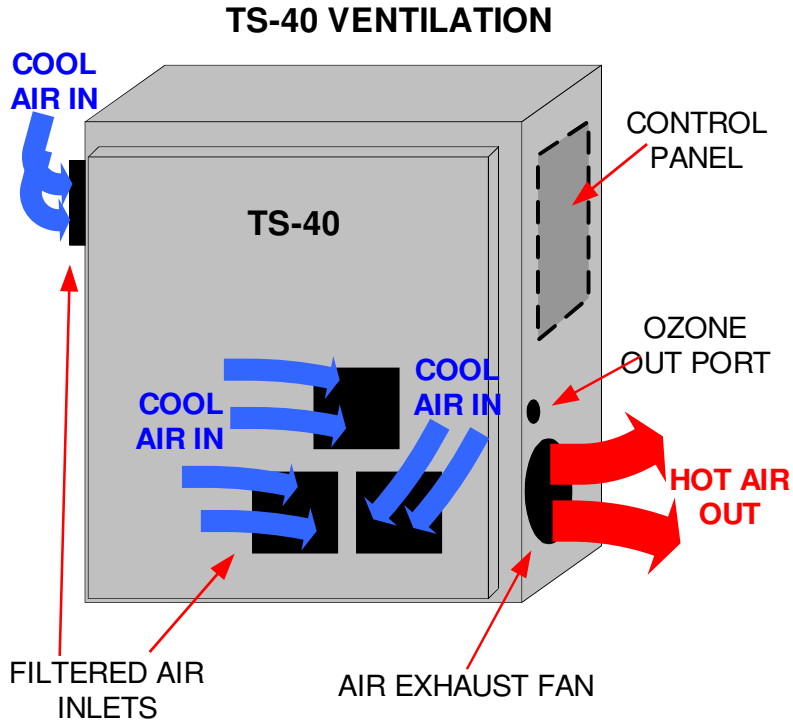 TS-40 VENTILATION
COOL
AIR IN
CONTROL
PANEL
TS-40
OZONE
OUT PORT
COOL
AIR IN
COOL
AIR IN
HOT AIR
OUT
FILTERED AIR
INLETS
AIR EXHAUST FAN